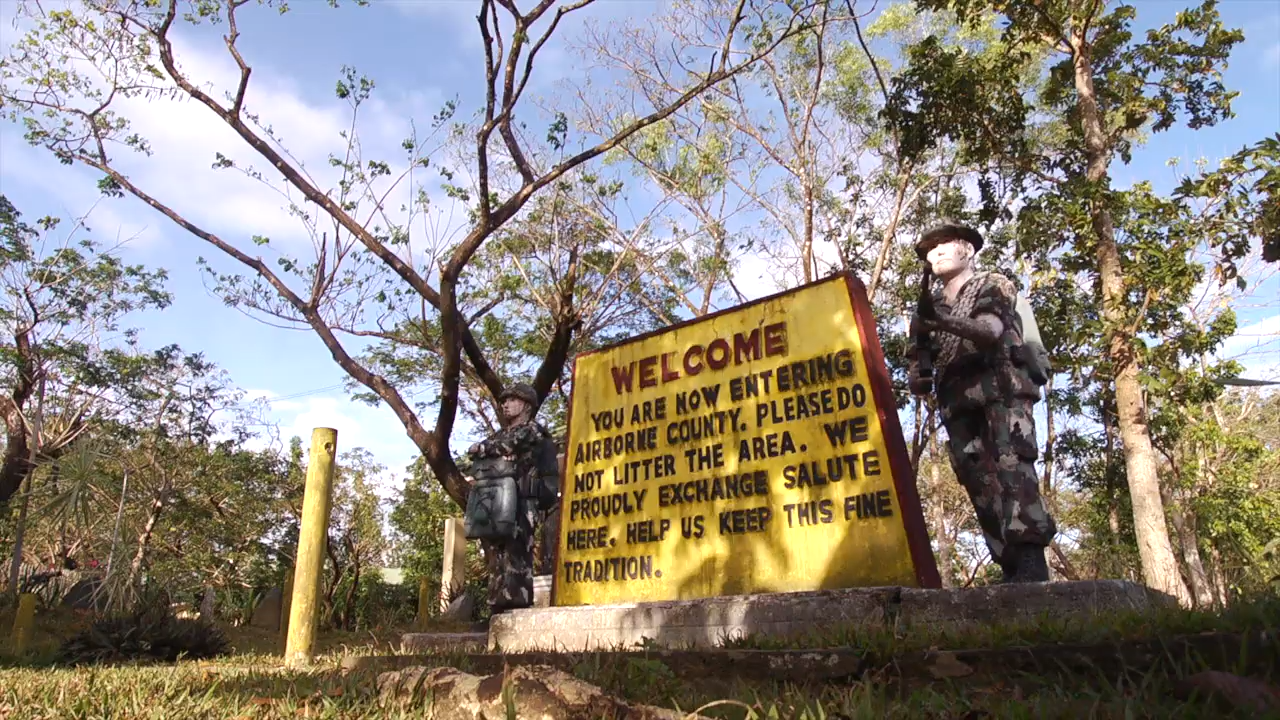 WELCOME
YOU ARE NOW ENTERING
AIRBORNE COUNTY. PLEASE DO
NOT LITTER THE AREA. WE
PROUDLY EXCHANGE SALUTE
HERE. HELP US KEEP THIS FINE
TRADITION.